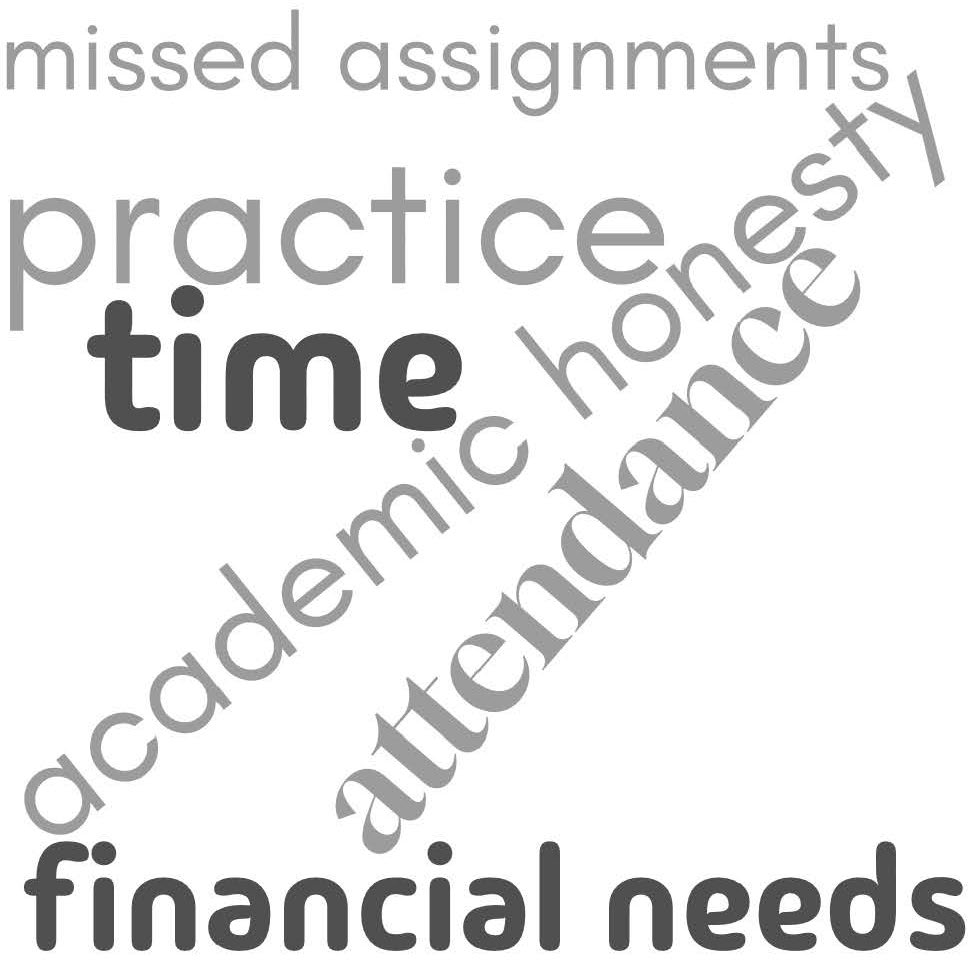 missed assignments
practice
time
academic honesty
attendance
financial needs